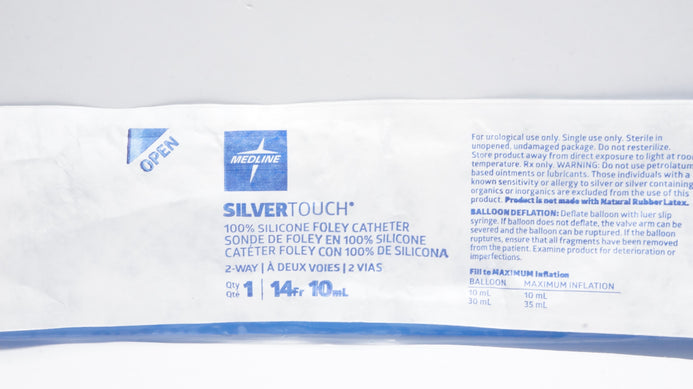 OPEN
MEDLINE
SILVERTOUCH®
100% SILICONE FOLEY CATHETER
SONDE DE FOLEY EN 100% SILICONE
CATÉTER FOLEY CON 100% DE SILICONA
2-WAY | À DEUX VOIES | 2 VIAS
Qty
Qté 1 | 14Fr 10mL
For urological use only. Single use only. Sterile in
unopened, undamaged package. Do not resterilize.
Store product away from direct exposure to light at room
temperature. Rx only. WARNING: Do not use petrolatum
based ointments or lubricants. Those individuals with a
known sensitivity or allergy to silver or silver containing
organics or inorganics are excluded from the use of this
product. Product is not made with Natural Rubber Latex.
BALLOON DEFLATION: Deflate balloon with luer slip
syringe. If balloon does not deflate, the valve arm can be
severed and the balloon can be ruptured. If the balloon
ruptures, ensure that all fragments have been removed
from the patient. Examine product for deterioration or
imperfections.
Fill to MAXIMUM Inflation
BALLOON MAXIMUM INFLATION
10 mL 10 mL
30 mL 35 mL